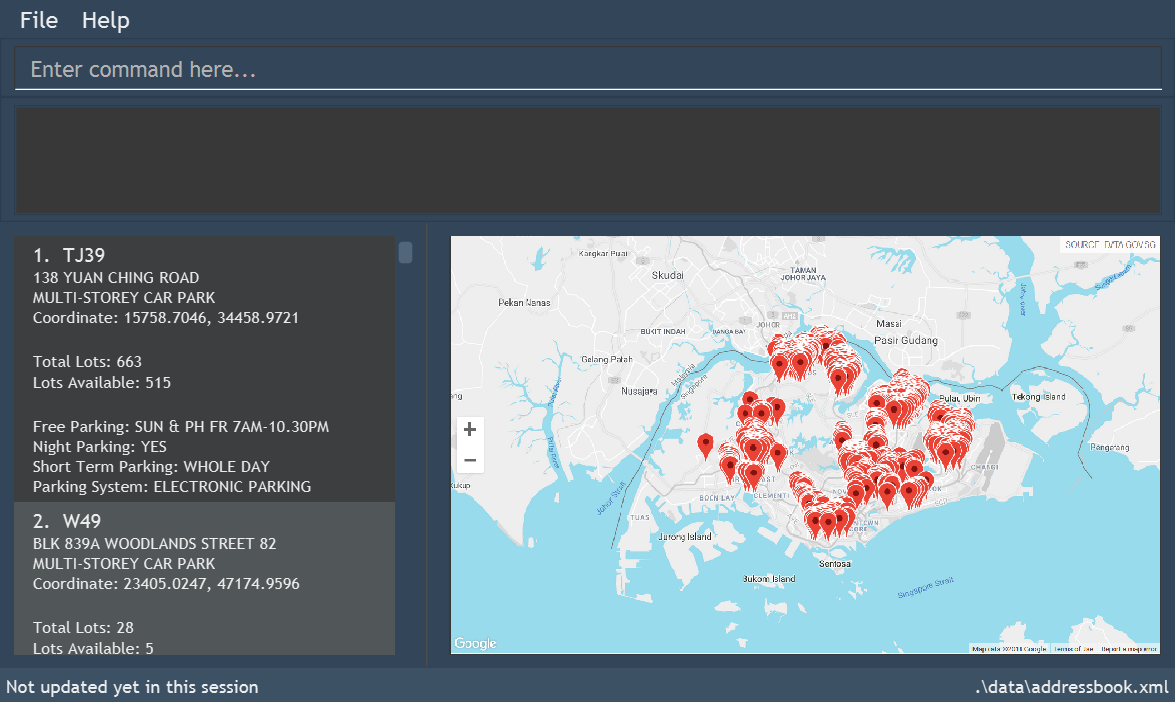 File Help
Enter command here...
1. TJ39
138 YUAN CHING ROAD
MULTI-STOREY CAR PARK
Coordinate: 15758.7046, 34458.9721
Total Lots: 663
Lots Available: 515
Free Parking: SUN & PH FR 7AM-10.30PM
Night Parking: YES
Short Term Parking: WHOLE DAY
Parking System: ELECTRONIC PARKING
2. W49
BLK 839A WOODLANDS STREET 82
MULTI-STOREY CAR PARK
Coordinate: 23405.0247, 47174.9596
Total Lots: 28
Lots Available: 5
SOURCE: DATA.GOV.SG
Kangkar Pulai
Skudai
TAMAN
JOHOR JAYA
Pekan Nanas
AH2
BUKIT INDAH
DANGA BAY
JOHOR
Masai
Pasir Gudang
Gelang Patah
Malaysia
Singapore
Nusajaya
Pulau Ubin
Tekong Island
Pengerang
+
−
Kukup
CHANGI
BOON LAY
CLEMENTI
Johor Strait
TUAS
Jurong Island
Sentosa
Bukom Island
Singapore Strait
Google
Map data ©2018 Google
Terms of Use
Report a map error
Not updated yet in this session
.\data\addressbook.xml